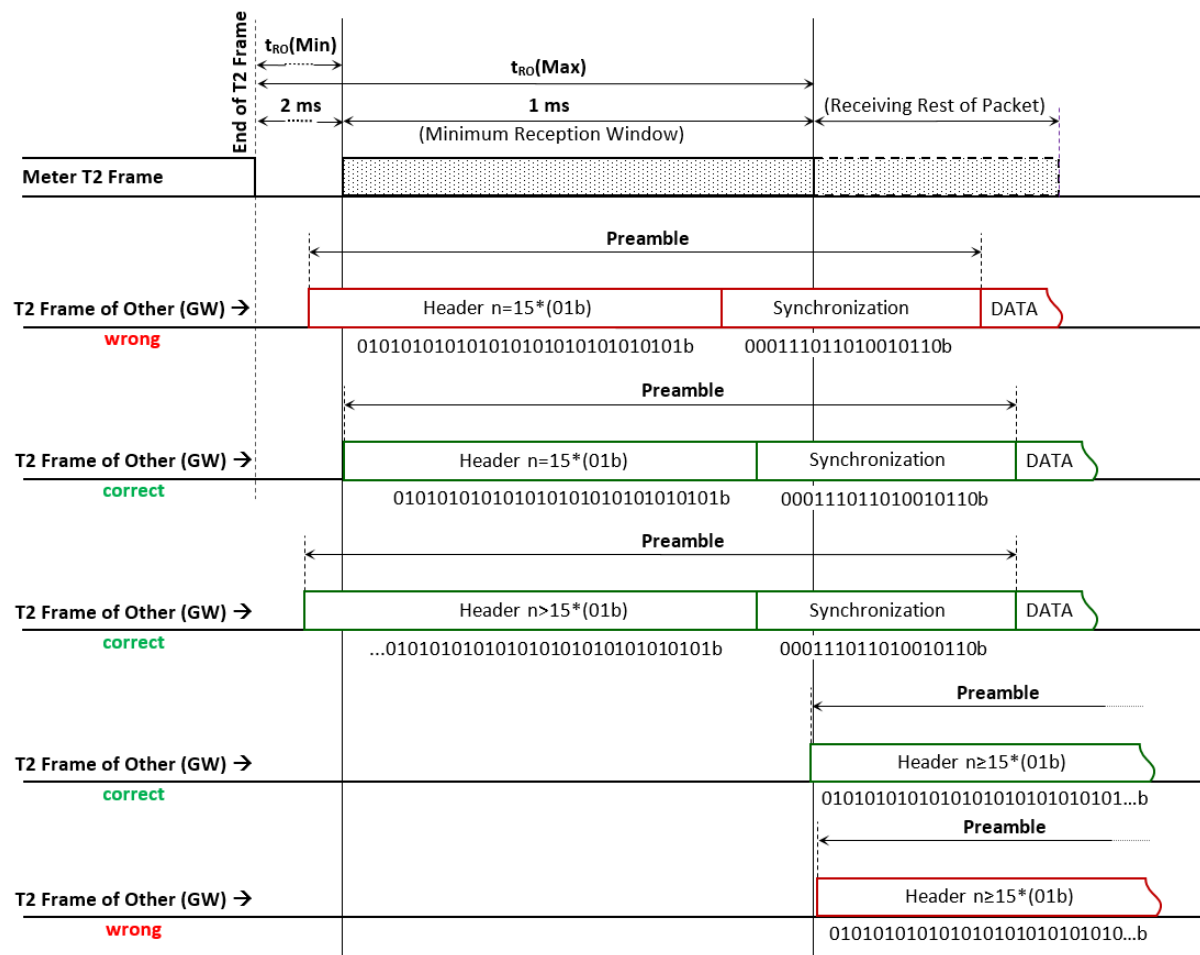 End of T2 Frame
tRO(Min)
tRO(Max)
2 ms
1 ms
(Minimum Reception Window)
(Receiving Rest of Packet)
Meter T2 Frame
Preamble
T2 Frame of Other (GW) →
wrong
Header n=15*(01b)
Synchronization
DATA
010101010101010101010101010101b
000111011010010110b
Preamble
T2 Frame of Other (GW) →
correct
Header n=15*(01b)
Synchronization
DATA
010101010101010101010101010101b
000111011010010110b
Preamble
T2 Frame of Other (GW) →
correct
Header n>15*(01b)
Synchronization
DATA
...010101010101010101010101010101b
000111011010010110b
Preamble
T2 Frame of Other (GW) →
correct
Header n≥15*(01b)
0101010101010101010101010101...b
Preamble
T2 Frame of Other (GW) →
wrong
Header n≥15*(01b)
010101010101010101010101010...b